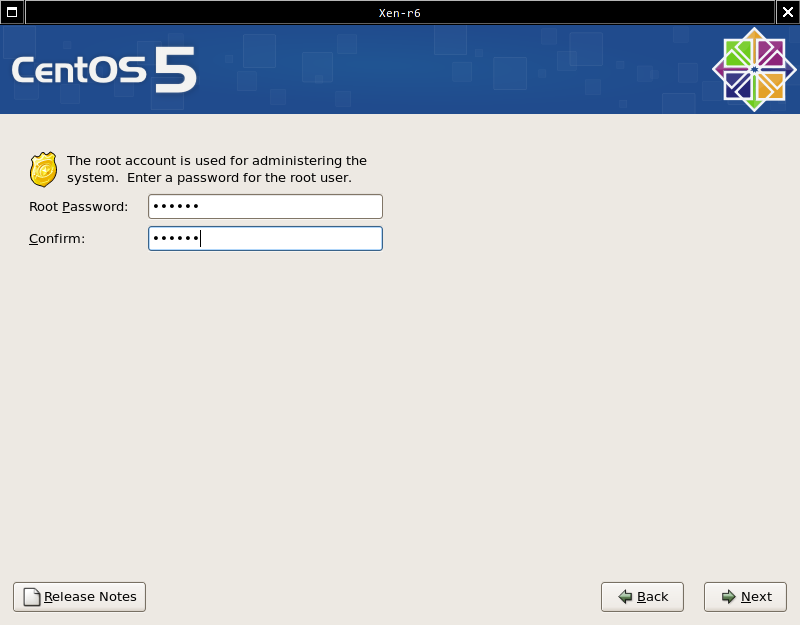 Xen-r6
CentOS 5
The root account is used for administering the
system.  Enter a password for the root user.
Root Password: ••••••
Confirm: ••••••
Release Notes
Back
Next